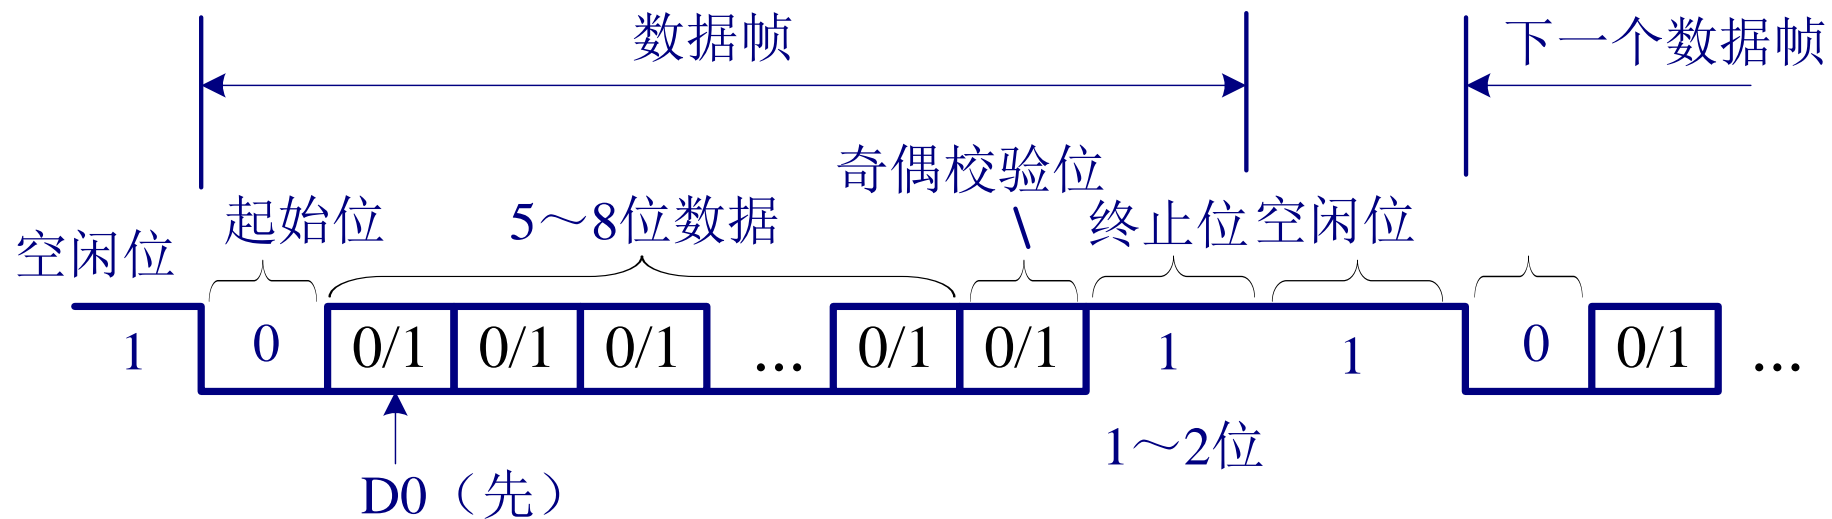 数据帧
下一个数据帧
奇偶校验位
起始位
5～8位数据
终止位
空闲位
空闲位
1
0
0/1
0/1
0/1
...
0/1
0/1
1
1
0
0/1
...
1～2位
D0（先）